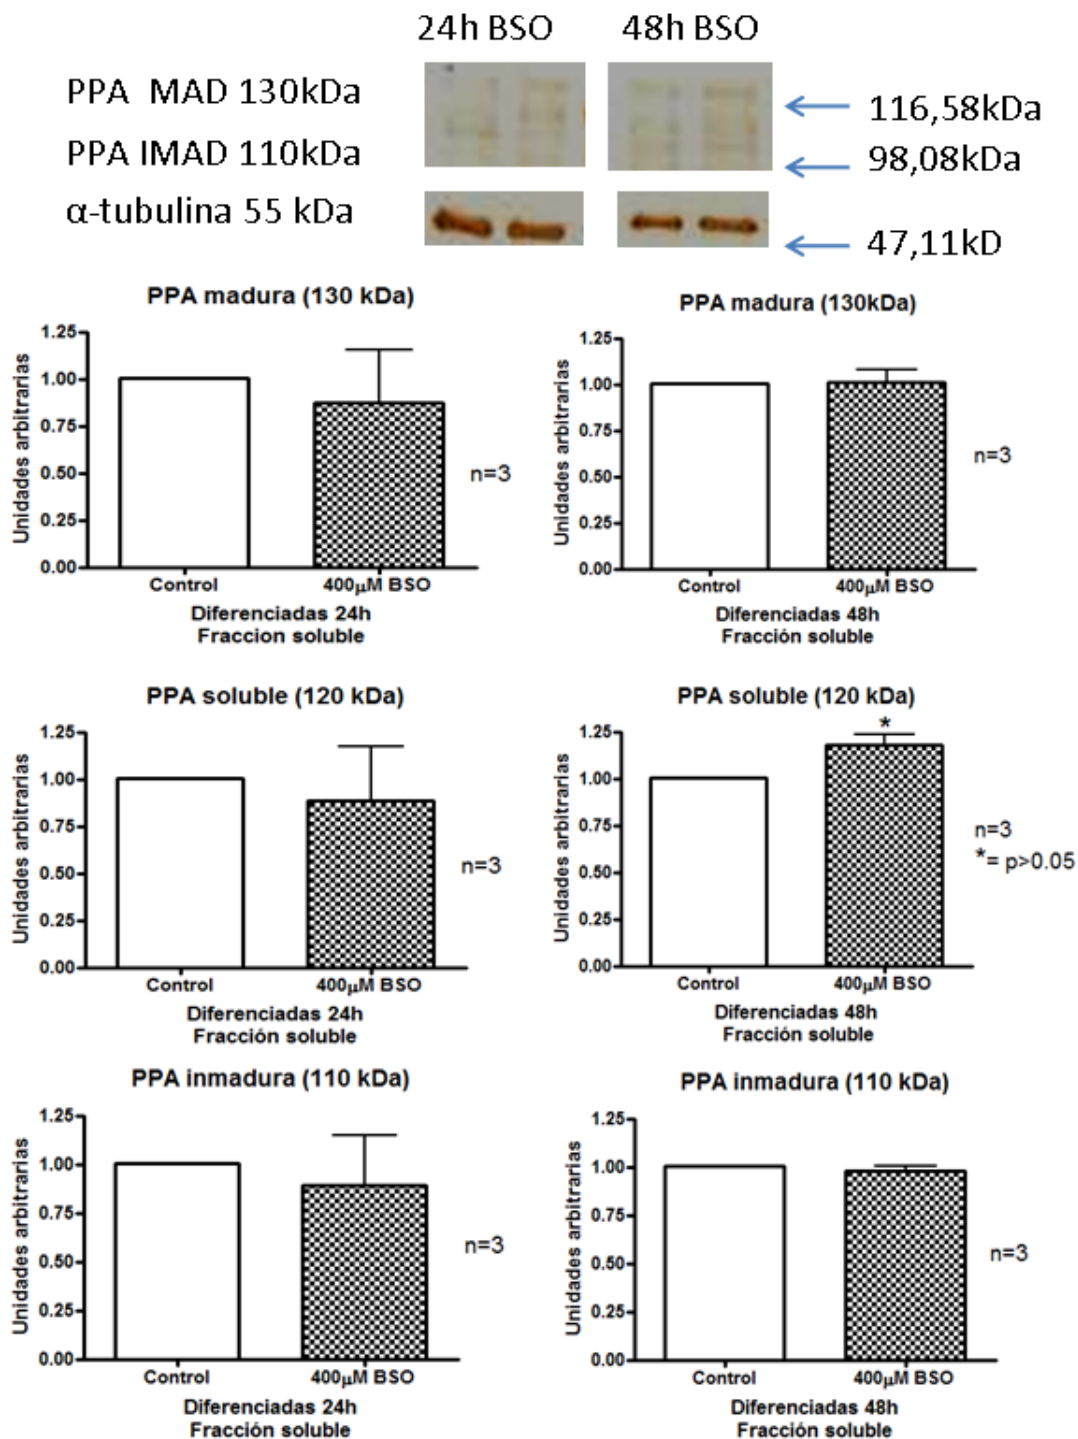 24h BSO 48h BSO
PPA MAD 130kDa
116,58kDa
PPA IMAD 110kDa
98,08kDa
α-tubulina 55 kDa
47,11kD
PPA madura (130 kDa)
Unidades arbitrarias
1.25
1.00
0.75
0.50
0.25
0.00
n=3
Control 400µM BSO
Diferenciadas 24h
Fraccion soluble
PPA madura (130kDa)
Unidades arbitrarias
1.25
1.00
0.75
0.50
0.25
0.00
n=3
Control 400µM BSO
Diferenciadas 48h
Fracción soluble
PPA soluble (120 kDa)
Unidades arbitrarias
1.25
1.00
0.75
0.50
0.25
0.00
n=3
Control 400µM BSO
Diferenciadas 24h
Fracción soluble
PPA soluble (120 kDa)
Unidades arbitrarias
1.25
1.00
0.75
0.50
0.25
0.00
*
n=3
*= p>0.05
Control 400µM BSO
Diferenciadas 48h
Fracción soluble
PPA inmadura (110 kDa)
Unidades arbitrarias
1.25
1.00
0.75
0.50
0.25
0.00
n=3
Control 400µM BSO
Diferenciadas 24h
Fracción soluble
PPA inmadura (110 kDa)
Unidades arbitrarias
1.25
1.00
0.75
0.50
0.25
0.00
n=3
Control 400µM BSO
Diferenciadas 48h
Fracción soluble